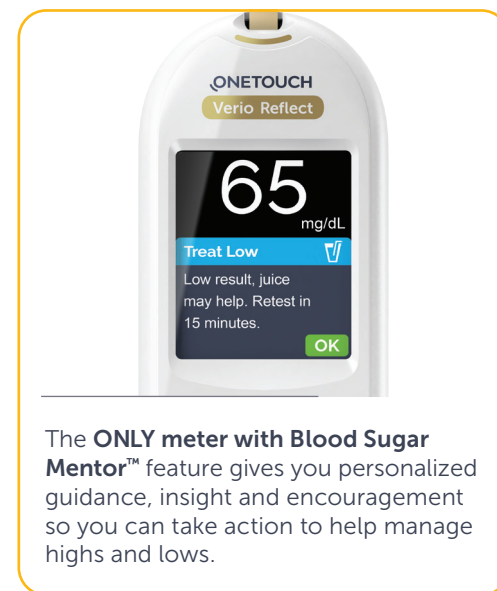 ONETOUCH
Verio Reflect
65
mg/dL
Treat Low
Low result, juice
may help. Retest in
15 minutes.
OK
The ONLY meter with Blood Sugar
Mentor™ feature gives you personalized
guidance, insight and encouragement
so you can take action to help manage
highs and lows.